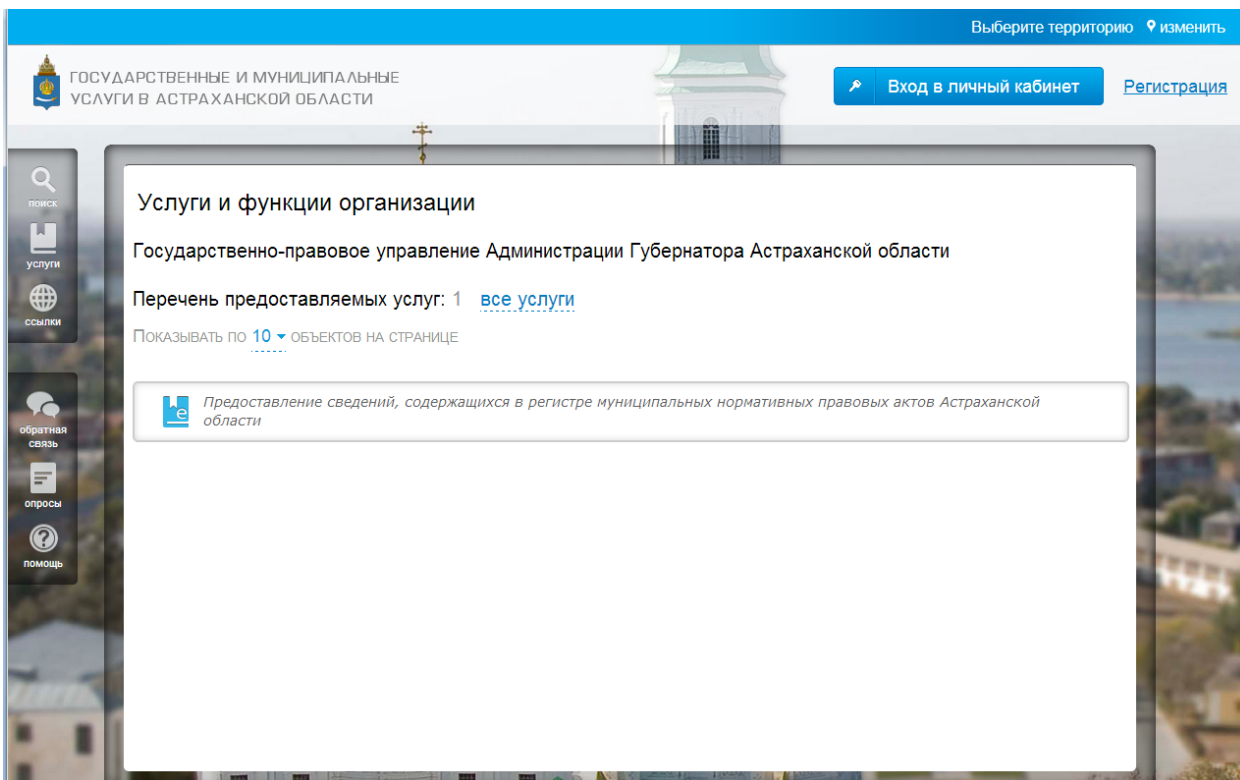 Выберите территорию изменить
ГОСУДАРСТВЕННЫЕ И МУНИЦИПАЛЬНЫЕ
УСЛУГИ В АСТРАХАНСКОЙ ОБЛАСТИ
Вход в личный кабинет
Регистрация
поиск
услуги
ссылки
обратная
связь
опросы
помощь
Услуги и функции организации
Государственно-правовое управление Администрации Губернатора Астраханской области
Перечень предоставляемых услуг: 1 все услуги
Показывать по 10 объектов на странице
Предоставление сведений, содержащихся в регистре муниципальных нормативных правовых актов Астраханской
области